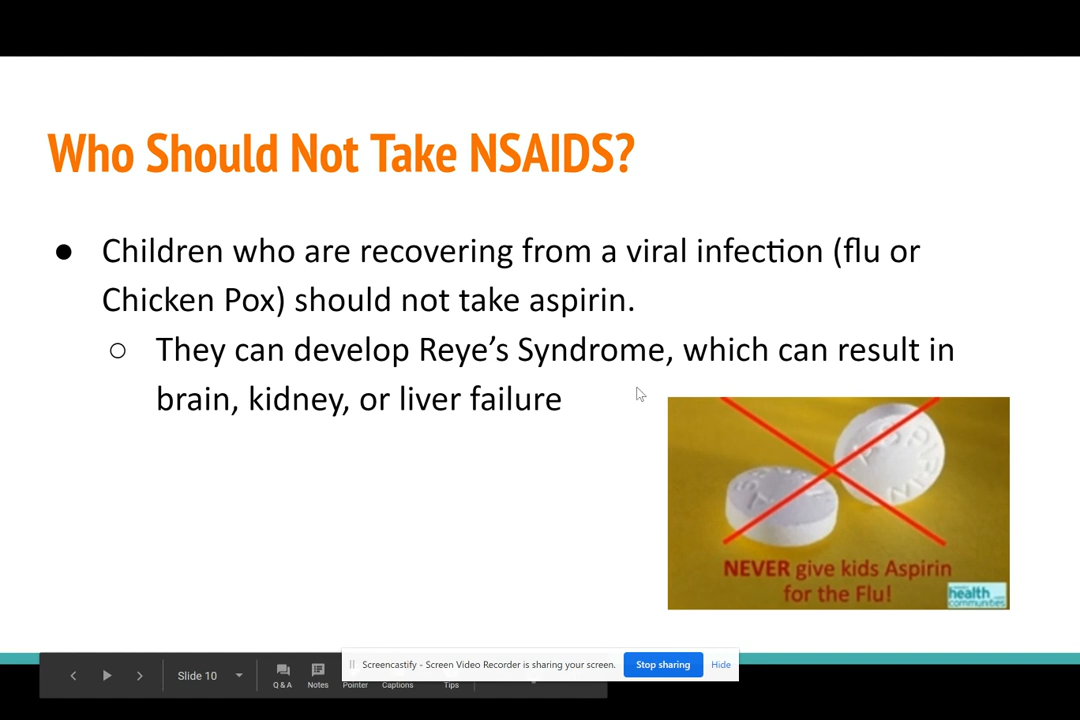 Who Should Not Take NSAIDS?
● Children who are recovering from a viral infection (flu or
Chicken Pox) should not take aspirin.
○ They can develop Reye’s Syndrome, which can result in
brain, kidney, or liver failure
NEVER give kids Aspirin
for the Flu!
health
communities
Screencastify - Screen Video Recorder is sharing your screen.
Stop sharing
Hide
Slide 10
Q & A
Notes
Pointer
Captions
Tips